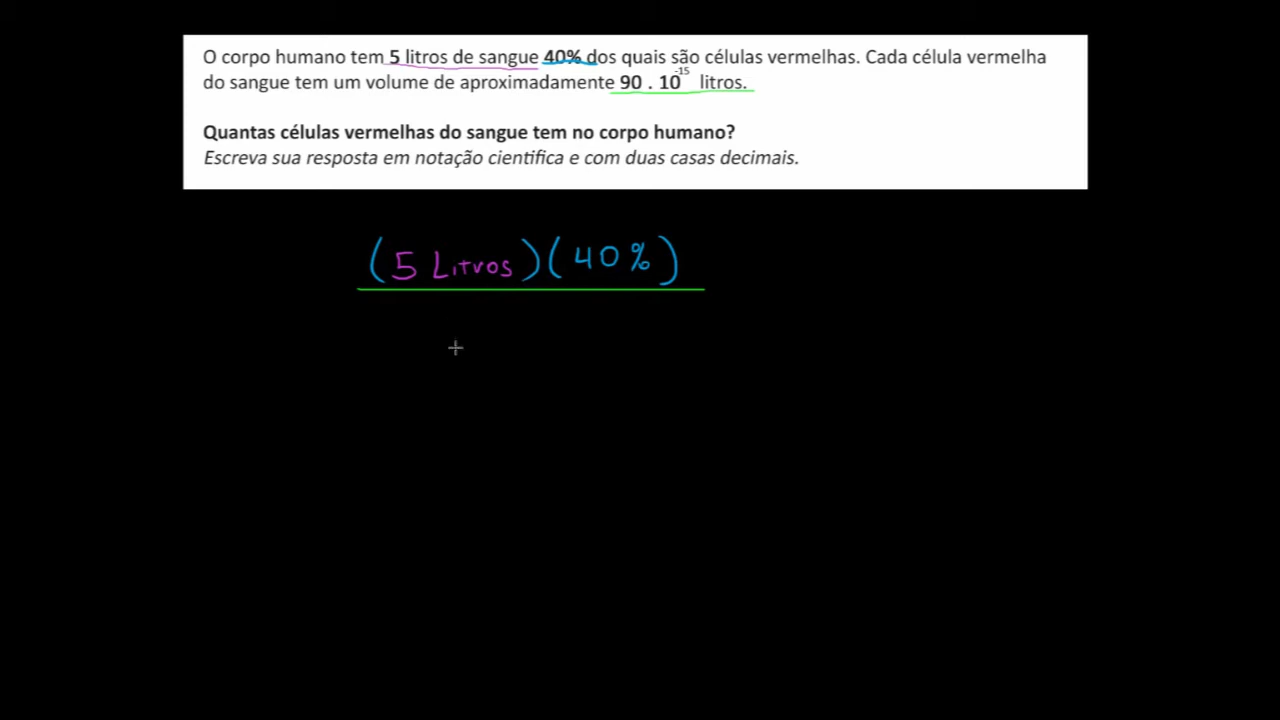 O corpo humano tem 5 litros de sangue 40% dos quais são células vermelhas. Cada célula vermelha
do sangue tem um volume de aproximadamente 90 . 10⁻¹⁵ litros.
Quantas células vermelhas do sangue tem no corpo humano?
Escreva sua resposta em notação científica e com duas casas decimais.
(5 Litros)(40%)